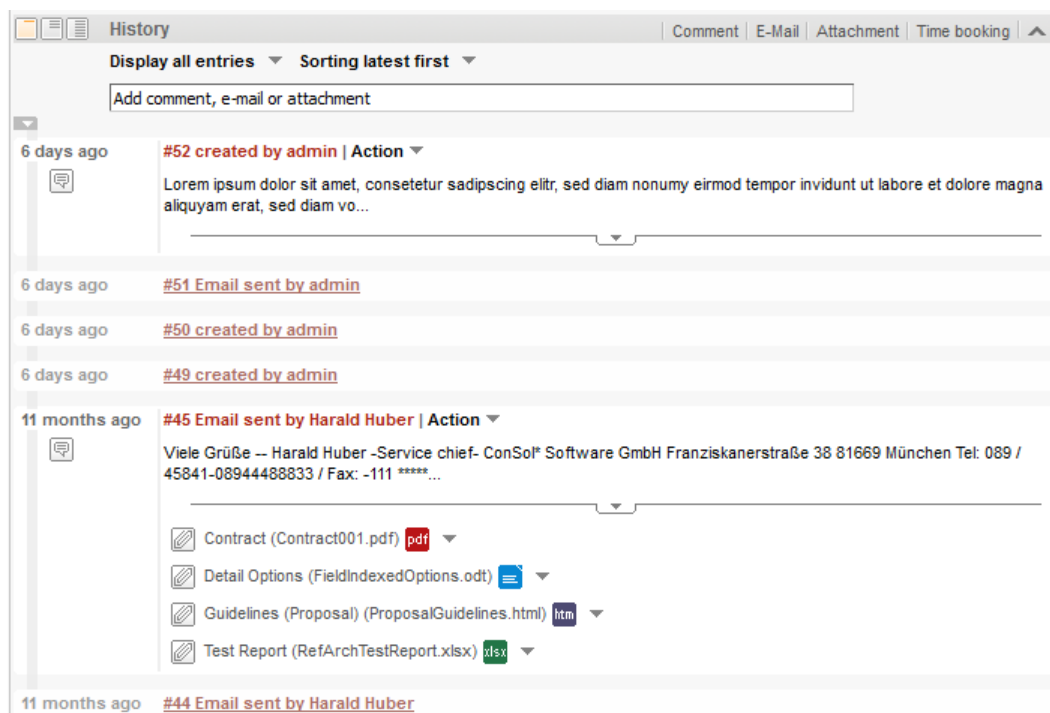 History Comment E-Mail Attachment Time booking
Display all entries Sorting latest first
Add comment, e-mail or attachment
6 days ago #52 created by admin | Action
Lorem ipsum dolor sit amet, consetetur sadipscing elitr, sed diam nonumy eirmod tempor invidunt ut labore et dolore magna
aliquyam erat, sed diam vo...
6 days ago #51 Email sent by admin
6 days ago #50 created by admin
6 days ago #49 created by admin
11 months ago #45 Email sent by Harald Huber | Action
Viele Grüße -- Harald Huber -Service chief- ConSol* Software GmbH Franziskanerstraße 38 81669 München Tel: 089 /
45841-08944488833 / Fax: -111 *****...
Contract (Contract001.pdf) pdf
Detail Options (FieldIndexedOptions.odt)
Guidelines (Proposal) (ProposalGuidelines.html) htm
Test Report (RefArchTestReport.xlsx) xlsx
11 months ago #44 Email sent by Harald Huber